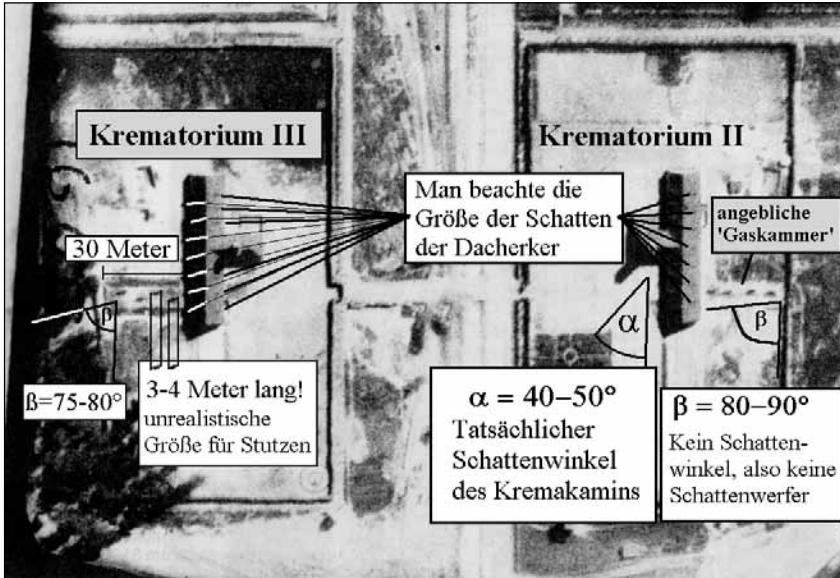 Krematorium III
Krematorium II
Man beachte die
Größe der Schatten
der Dacherker
angebliche
'Gaskammer'
30 Meter
β
α
β
ß=75-80°
3-4 Meter lang!
unrealistische
Größe für Stutzen
α = 40–50°
Tatsächlicher
Schattenwinkel
des Kremakamins
β = 80–90°
Kein Schatten-
winkel, also keine
Schattenwerfer